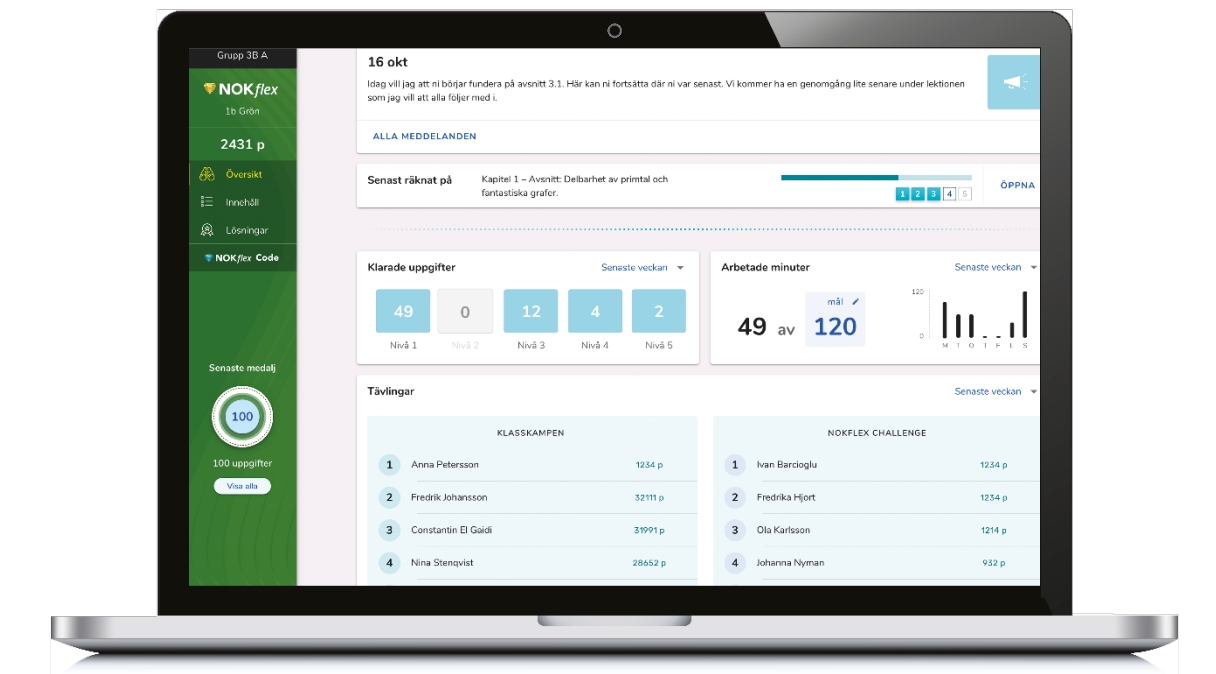 Grupp 3B A
NOKflex
1b Grön
2431 p
Översikt
Innehåll
Lösningar
NOKflex Code
Senaste medalj
100
100 uppgifter
Visa alla
16 okt
Idag vill jag att ni börjar fundera på avsnitt 3.1. Här kan ni fortsätta där ni var senast. Vi kommer ha en genomgång lite senare under lektionen
som jag vill att alla följer med i.
ALLA MEDDELANDEN
Senast räknat på
Kapitel 1 – Avsnitt: Delbarhet av primtal och
fantastiska grafer.
1 2 3 4 5
ÖPPNA
Klarade uppgifter
Senaste veckan
49 0 12 4 2
Nivå 1 Nivå 2 Nivå 3 Nivå 4 Nivå 5
Arbetade minuter
Senaste veckan
49 av
mål
120
120
0
M T O T F L S
Tävlingar
Senaste veckan
KLASSKAMPEN
1 Anna Petersson 1234 p
2 Fredrik Johansson 32111 p
3 Constantin El Gaidi 31991 p
4 Nina Stenqvist 28652 p
NOKFLEX CHALLENGE
1 Ivan Barcioglu 1234 p
2 Fredrika Hjort 1234 p
3 Ola Karlsson 1214 p
4 Johanna Nyman 932 p